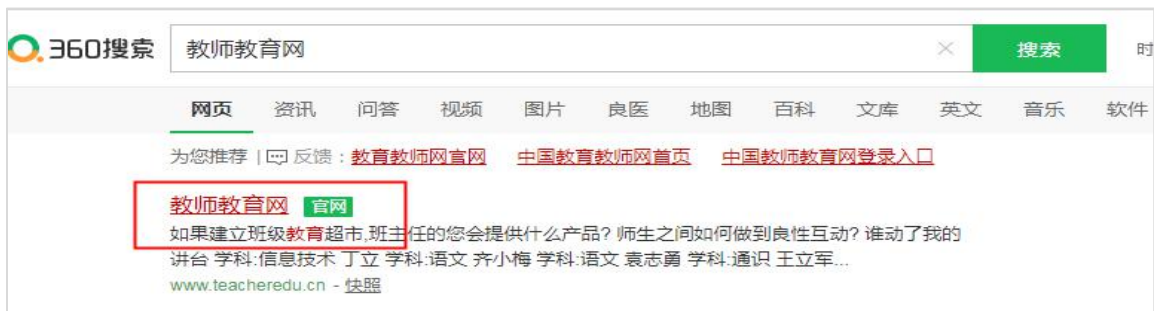 360搜索 教师教育网 × 搜索 时
网页 资讯 问答 视频 图片 良医 地图 百科 文库 英文 音乐 软件
为您推荐 | 反馈：教育教师网官网 中国教育教师网首页 中国教师教育网登录入口
教师教育网 官网
如果建立班级教育超市,班主任的您会提供什么产品? 师生之间如何做到良性互动? 谁动了我的
讲台 学科:信息技术 丁立 学科:语文 齐小梅 学科:语文 袁志勇 学科:通识 王立军...
www.teacheredu.cn - 快照